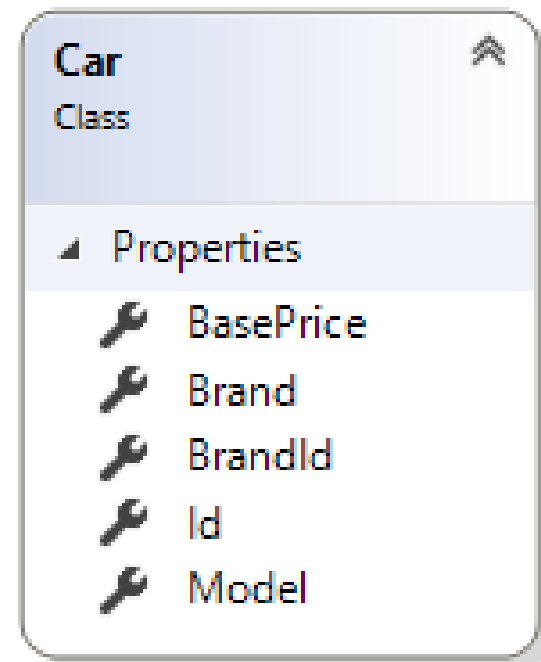 Car
Class
Properties
BasePrice
Brand
BrandId
Id
Model